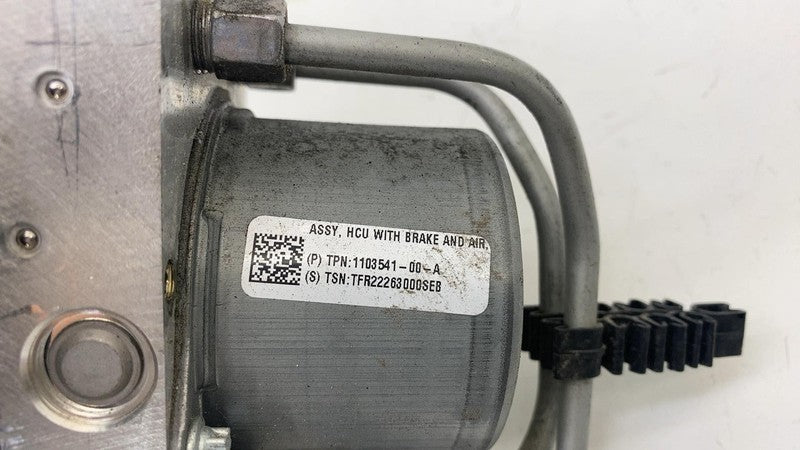 ASSY, HCU WITH BRAKE AND AIR,
(P) TPN:1103541-00-A
(S) TSN:TFR22263000SEB